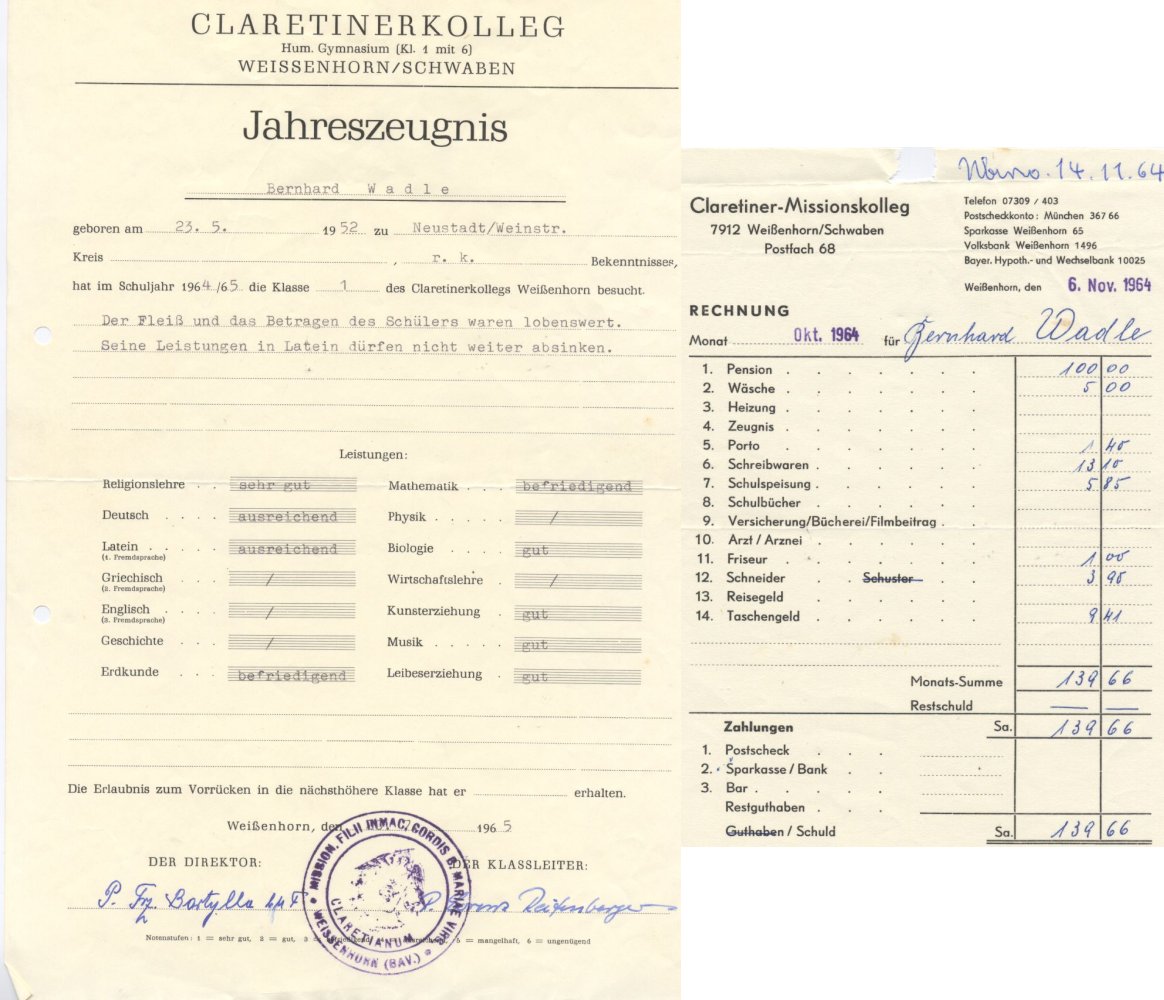 CLARETINERKOLLEG
Hum. Gymnasium (Kl. 1 mit 6)
WEISSENHORN/SCHWABEN
Jahreszeugnis
Bernhard Wadle
geboren am 23. 5. 1952 zu Neustadt/Weinstr.
Kreis , r. k. Bekenntnisses,
hat im Schuljahr 1964/65 die Klasse 1 des Claretinerkollegs Weißenhorn besucht.
Der Fleiß und das Betragen des Schülers waren lobenswert.
Seine Leistungen in Latein dürfen nicht weiter absinken.
Leistungen:
Religionslehre . . sehr gut Mathematik . . . befriedigend
Deutsch . . . ausreichend Physik . . . . . /
Latein . . . . . ausreichend Biologie . . . . gut
(1. Fremdsprache)
Griechisch / Wirtschaftslehre . /
(2. Fremdsprache)
Englisch . . . / Kunsterziehung . gut
(3. Fremdsprache)
Geschichte . . . / Musik . . . . . gut
Erdkunde . . . befriedigend Leibeserziehung . gut
Die Erlaubnis zum Vorrücken in die nächsthöhere Klasse hat er erhalten.
Weißenhorn, den 1965
DER DIREKTOR: DER KLASSLEITER:
P. Frz. Bartylla
MISSION. FILII IMMAC. CORDIS B. MARIAE VIRG.
CLARETIANUM
WEISSENHORN (BAV.)
Notenstufen: 1 = sehr gut, 2 = gut, 3 = 5 = mangelhaft, 6 = ungenügend
14.11.64
Claretiner-Missionskolleg
7912 Weißenhorn/Schwaben
Postfach 68
Telefon 07309 / 403
Postscheckkonto: München 367 66
Sparkasse Weißenhorn 65
Volksbank Weißenhorn 1496
Bayer. Hypoth.- und Wechselbank 10025
Weißenhorn, den 6. Nov. 1964
RECHNUNG
Monat Okt. 1964 für Bernhard Wadle
1. Pension . . . . . . . 100 00
2. Wäsche . . . . . . . 5 00
3. Heizung . . . . . . .
4. Zeugnis . . . . . . .
5. Porto . . . . . . . 1 40
6. Schreibwaren . . . . . . 13 10
7. Schulspeisung . . . . . . 5 85
8. Schulbücher . . . . . .
9. Versicherung/Bücherei/Filmbeitrag . .
10. Arzt / Arznei . . . . . .
11. Friseur . . . . . . . 1 00
12. Schneider . . Schuster . . 3 90
13. Reisegeld . . . . . .
14. Taschengeld . . . . . . 9 41
Monats-Summe 139 66
Restschuld — —
Zahlungen Sa. 139 66
1. Postscheck . . .
2. Sparkasse / Bank . .
3. Bar . . . . .
Restguthaben . . .
Guthaben / Schuld Sa. 139 66